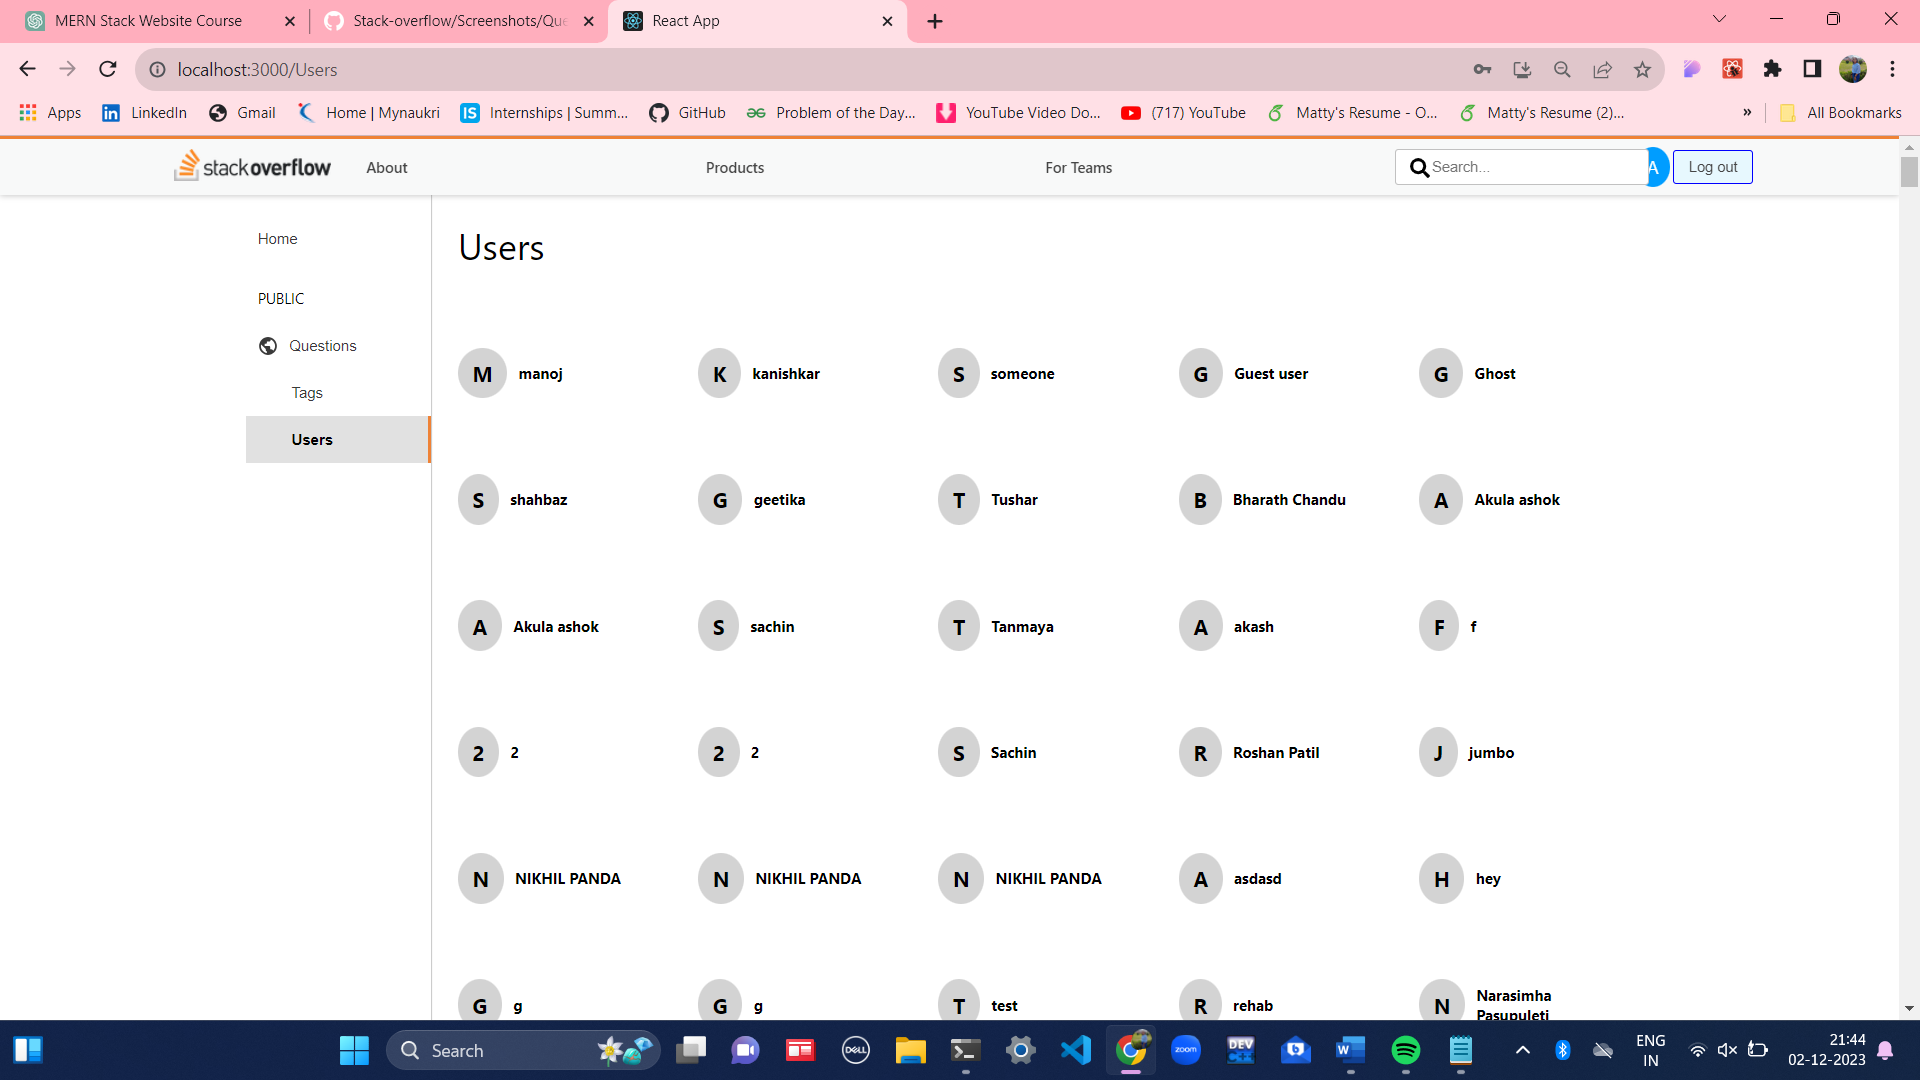 MERN Stack Website Course
Stack-overflow/Screenshots/Que
React App
localhost:3000/Users
Apps
LinkedIn
Gmail
Home | Mynaukri
IS
Internships | Summ...
GitHub
Problem of the Day...
YouTube Video Do...
(717) YouTube
Matty's Resume - O...
Matty's Resume (2)...
»
All Bookmarks
stackoverflow
About
Products
For Teams
Search...
A
Log out
Home
PUBLIC
Questions
Tags
Users
Users
M manoj
K kanishkar
S someone
G Guest user
G Ghost
S shahbaz
G geetika
T Tushar
B Bharath Chandu
A Akula ashok
A Akula ashok
S sachin
T Tanmaya
A akash
F f
2 2
2 2
S Sachin
R Roshan Patil
J jumbo
N NIKHIL PANDA
N NIKHIL PANDA
N NIKHIL PANDA
A asdasd
H hey
G g
G g
T test
R rehab
N Narasimha
Pasupuleti
Search
DELL
zoom
DEV
ENG
IN
21:44
02-12-2023